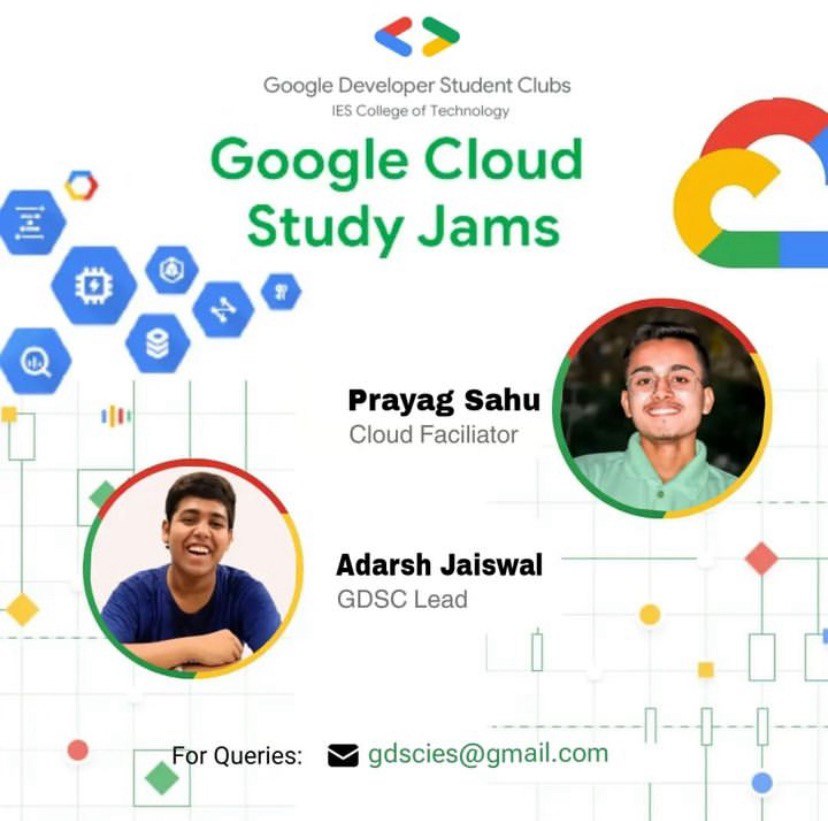 Google Developer Student Clubs
IES College of Technology
Google Cloud
Study Jams
Prayag Sahu
Cloud Faciliator
Adarsh Jaiswal
GDSC Lead
For Queries: gdscies@gmail.com